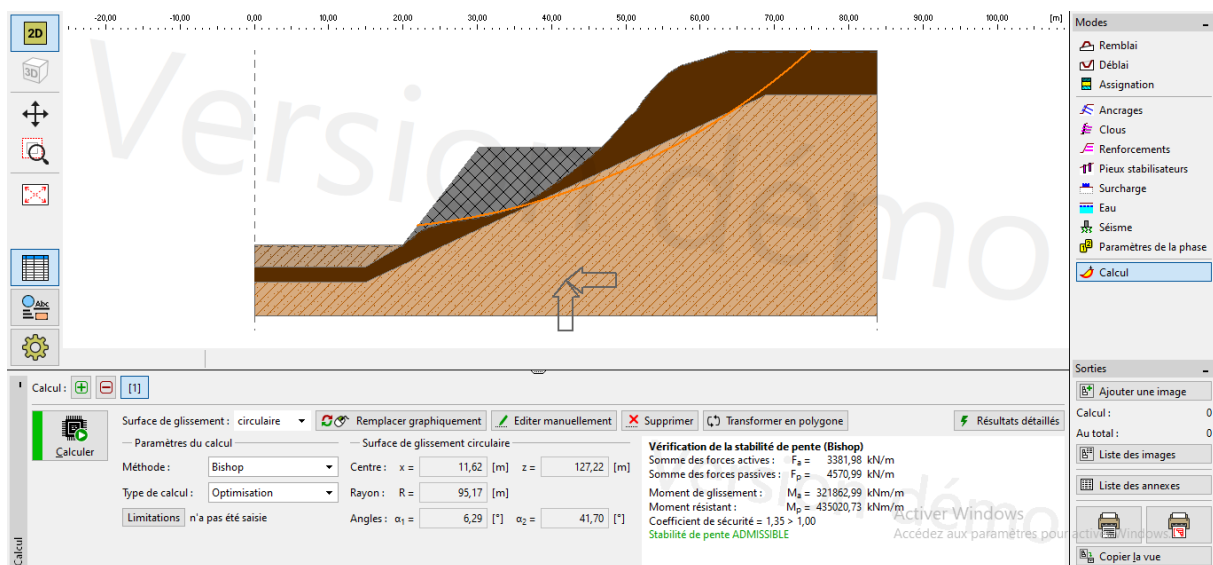 -20,00 -10,00 0,00 10,00 20,00 30,00 40,00 50,00 60,00 70,00 80,00 90,00 100,00 [m]
2D
3D
Version démo
Abc
Modes
Remblai
Déblai
Assignation
Ancrages
Clous
Renforcements
Pieux stabilisateurs
Surcharge
Eau
Séisme
Paramètres de la phase
Calcul
Calcul : [1]
Calculer
Surface de glissement : circulaire Remplacer graphiquement Editer manuellement Supprimer Transformer en polygone Résultats détaillés
Paramètres du calcul
Méthode : Bishop
Type de calcul : Optimisation
Limitations n'a pas été saisie
Surface de glissement circulaire
Centre : x = 11,62 [m] z = 127,22 [m]
Rayon : R = 95,17 [m]
Angles : α1 = 6,29 [°] α2 = 41,70 [°]
Vérification de la stabilité de pente (Bishop)
Somme des forces actives : Fa = 3381,98 kN/m
Somme des forces passives : Fp = 4570,99 kN/m
Moment de glissement : Ma = 321862,99 kNm/m
Moment résistant : Mp = 435020,73 kNm/m
Coefficient de sécurité = 1,35 > 1,00
Stabilité de pente ADMISSIBLE
version démo
Activer Windows
Accédez aux paramètres pour activer Windows.
Calcul
Sorties
Ajouter une image
Calcul : 0
Au total : 0
Liste des images
Liste des annexes
Copier la vue